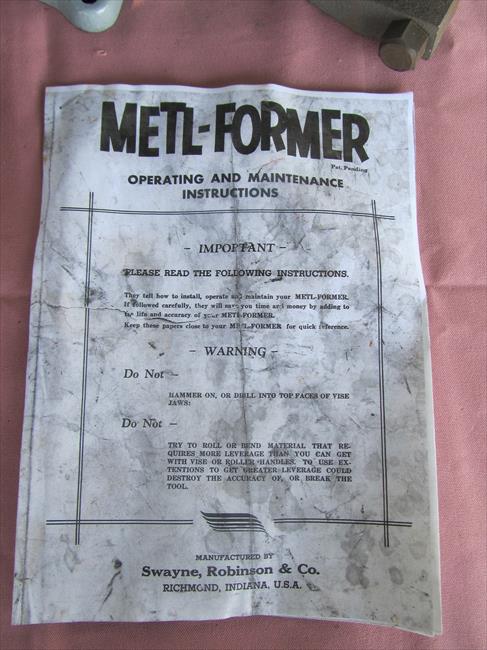 METL-FORMER
Pat. Pending
OPERATING AND MAINTENANCE
INSTRUCTIONS
- IMPORTANT -
PLEASE READ THE FOLLOWING INSTRUCTIONS.
They tell how to install, operate and maintain your METL-FORMER.
If followed carefully, they will save you time and money by adding to
the life and accuracy of your METL-FORMER.
Keep these papers close to your METL-FORMER for quick reference.
- WARNING -
Do Not -
HAMMER ON, OR DRILL INTO TOP FACES OF VISE
JAWS:
Do Not -
TRY TO ROLL OR BEND MATERIAL THAT RE-
QUIRES MORE LEVERAGE THAN YOU CAN GET
WITH VISE OR ROLLER HANDLES. TO USE EX-
TENTIONS TO GET GREATER LEVERAGE COULD
DESTROY THE ACCURACY OF, OR BREAK THE
TOOL.
MANUFACTURED BY
Swayne, Robinson & Co.
RICHMOND, INDIANA, U.S.A.